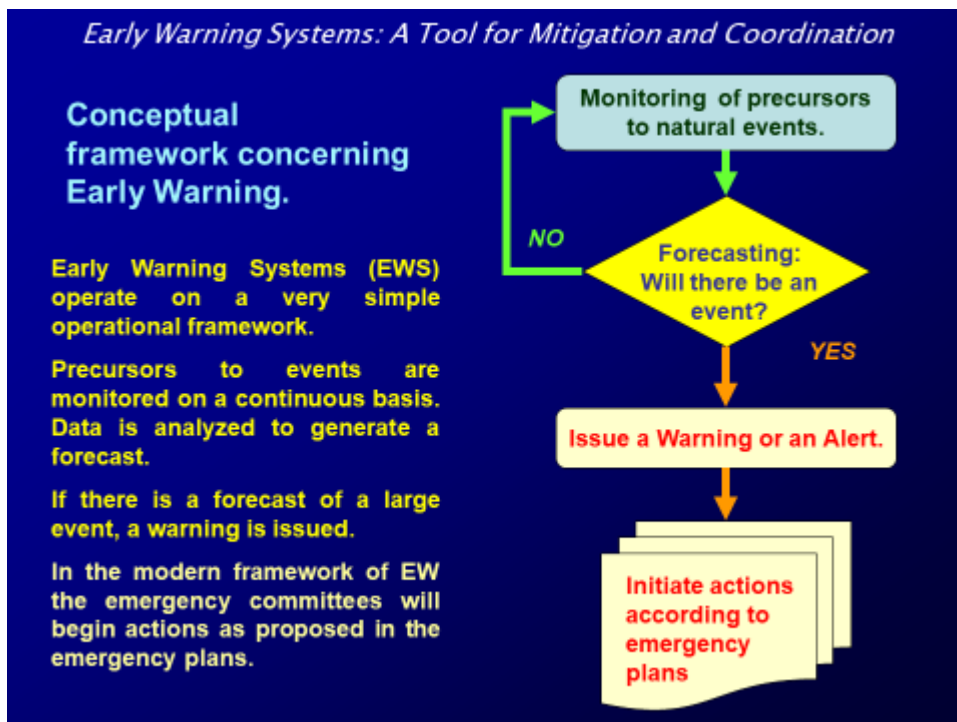 Early Warning Systems: A Tool for Mitigation and Coordination
Conceptual
framework concerning
Early Warning.
Early Warning Systems (EWS)
operate on a very simple
operational framework.
Precursors to events are
monitored on a continuous basis.
Data is analyzed to generate a
forecast.
If there is a forecast of a large
event, a warning is issued.
In the modern framework of EW
the emergency committees will
begin actions as proposed in the
emergency plans.
Monitoring of precursors
to natural events.
NO
Forecasting:
Will there be an
event?
YES
Issue a Warning or an Alert.
Initiate actions
according to
emergency
plans